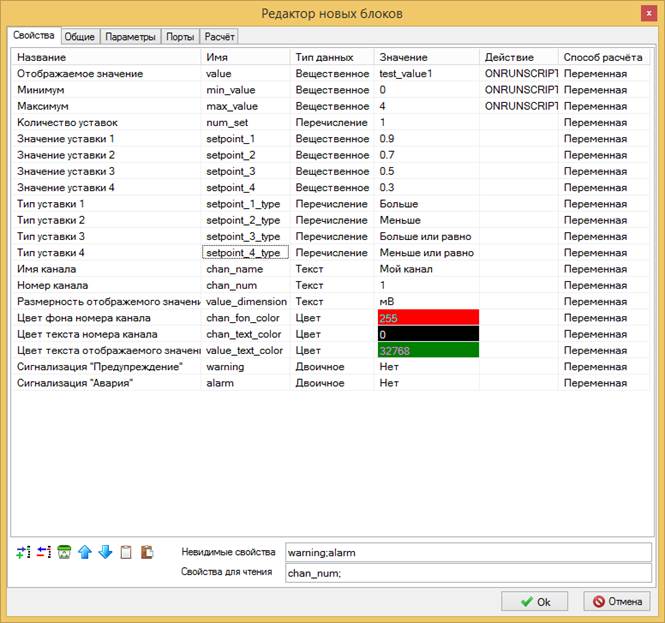 Редактор новых блоков
x
Свойства Общие Параметры Порты Расчёт
Название Имя Тип данных Значение Действие Способ расчёта
Отображаемое значение value Вещественное test_value1 ONRUNSCRIPT Переменная
Минимум min_value Вещественное 0 ONRUNSCRIPT Переменная
Максимум max_value Вещественное 4 ONRUNSCRIPT Переменная
Количество уставок num_set Перечисление 1 Переменная
Значение уставки 1 setpoint_1 Вещественное 0.9 Переменная
Значение уставки 2 setpoint_2 Вещественное 0.7 Переменная
Значение уставки 3 setpoint_3 Вещественное 0.5 Переменная
Значение уставки 4 setpoint_4 Вещественное 0.3 Переменная
Тип уставки 1 setpoint_1_type Перечисление Больше Переменная
Тип уставки 2 setpoint_2_type Перечисление Меньше Переменная
Тип уставки 3 setpoint_3_type Перечисление Больше или равно Переменная
Тип уставки 4 setpoint_4_type Перечисление Меньше или равно Переменная
Имя канала chan_name Текст Мой канал Переменная
Номер канала chan_num Текст 1 Переменная
Размерность отображемого значени value_dimension Текст мВ Переменная
Цвет фона номера канала chan_fon_color Цвет 255 Переменная
Цвет текста номера канала chan_text_color Цвет 0 Переменная
Цвет текста отображаемого значени value_text_color Цвет 32768 Переменная
Сигнализация "Предупреждение" warning Двоичное Нет Переменная
Сигнализация "Авария" alarm Двоичное Нет Переменная
Невидимые свойства warning;alarm
Свойства для чтения chan_num;
Ok Отмена